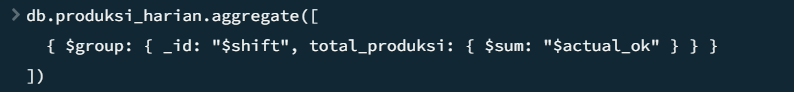 > db.produksi_harian.aggregate([
{ $group: { _id: "$shift", total_produksi: { $sum: "$actual_ok" } } }
])